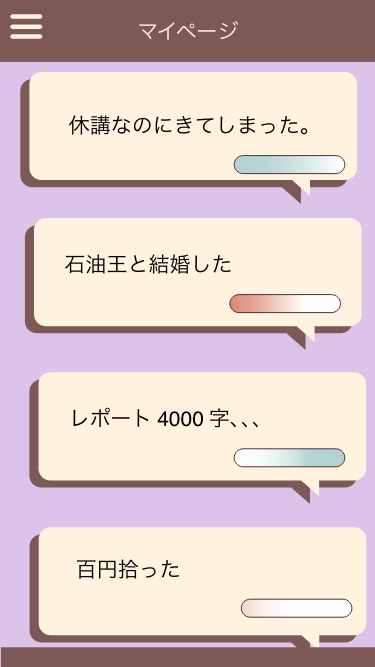 マイページ
休講なのにきてしまった。
石油王と結婚した
レポート 4000 字、、、
百円拾った